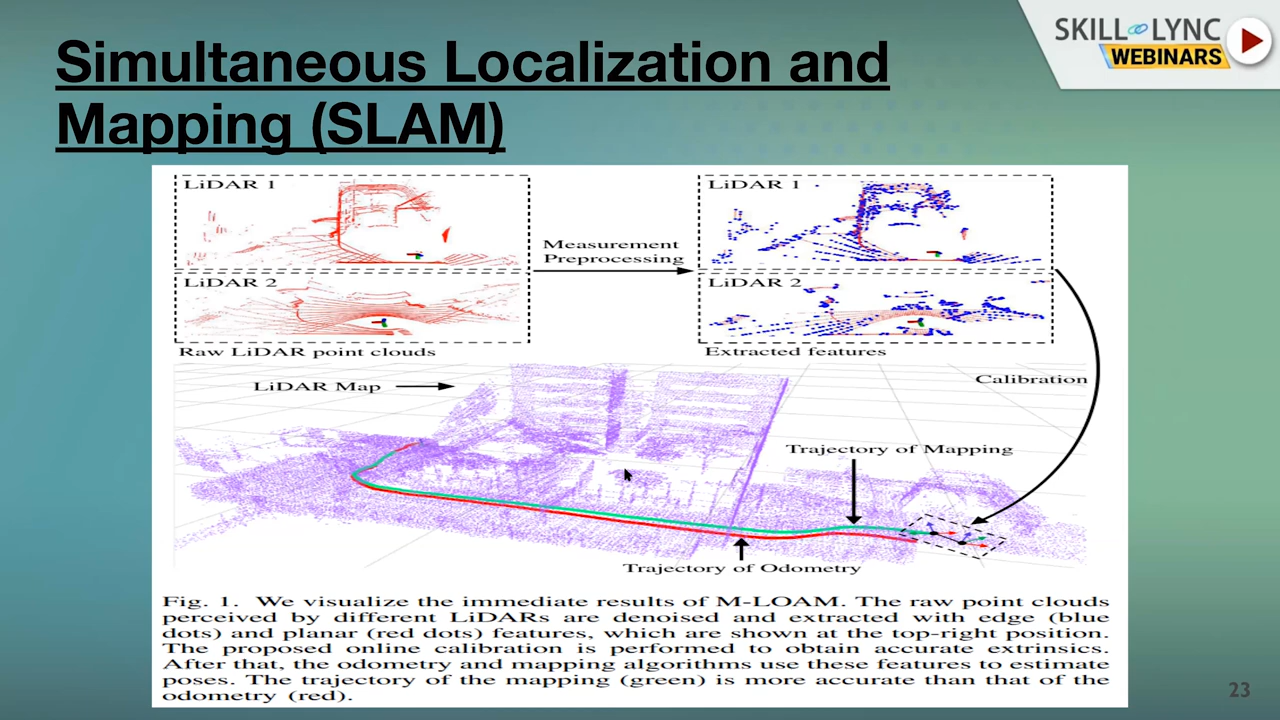 SKILL LYNC
WEBINARS
Simultaneous Localization and
Mapping (SLAM)
LiDAR 1
LiDAR 1
Measurement
Preprocessing
LiDAR 2
LiDAR 2
Raw LiDAR point clouds
Extracted features
LiDAR Map
Calibration
Trajectory of Mapping
Trajectory of Odometry
Fig. 1. We visualize the immediate results of M-LOAM. The raw point clouds
perceived by different LiDARs are denoised and extracted with edge (blue
dots) and planar (red dots) features, which are shown at the top-right position.
The proposed online calibration is performed to obtain accurate extrinsics.
After that, the odometry and mapping algorithms use these features to estimate
poses. The trajectory of the mapping (green) is more accurate than that of the
odometry (red).
23